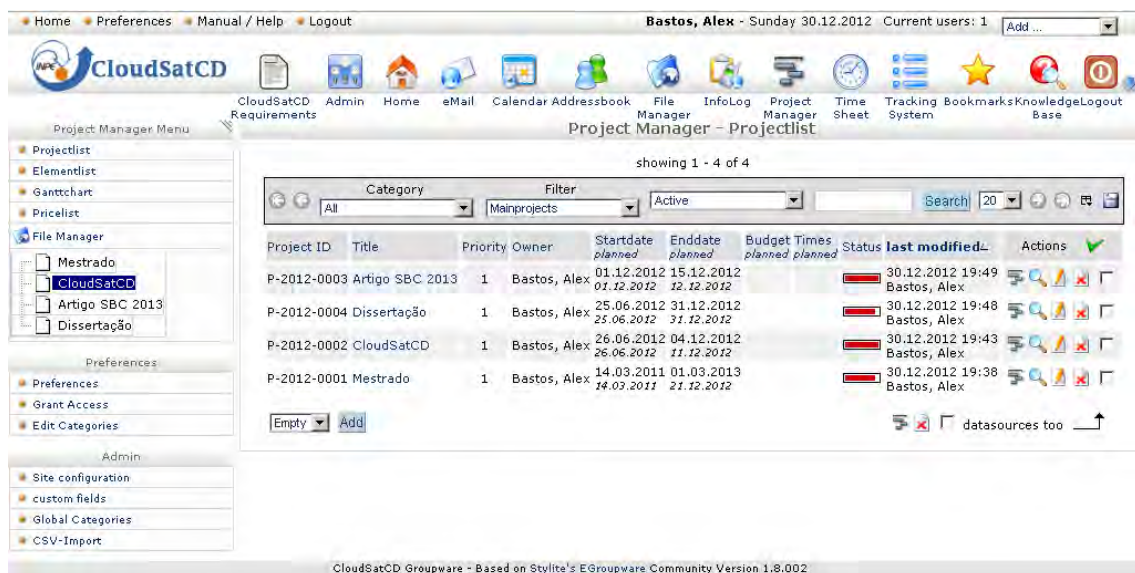 Home Preferences Manual / Help Logout Bastos, Alex - Sunday 30.12.2012 Current users: 1 Add ...
INPE CloudSatCD
CloudSatCD Requirements Admin Home eMail Calendar Addressbook File Manager InfoLog Project Manager Time Sheet Tracking System Bookmarks Knowledge Base Logout
Project Manager Menu
Projectlist
Elementlist
Ganttchart
Pricelist
File Manager
Mestrado
CloudSatCD
Artigo SBC 2013
Dissertação
Preferences
Preferences
Grant Access
Edit Categories
Admin
Site configuration
custom fields
Global Categories
CSV-Import
Project Manager - Projectlist
showing 1 - 4 of 4
Category Filter
All Mainprojects Active Search 20
Project ID Title Priority Owner Startdate Enddate Budget Times Status last modified Actions
planned planned planned planned
P-2012-0003 Artigo SBC 2013 1 Bastos, Alex 01.12.2012 15.12.2012 30.12.2012 19:49
01.12.2012 12.12.2012 Bastos, Alex
P-2012-0004 Dissertação 1 Bastos, Alex 25.06.2012 31.12.2012 30.12.2012 19:48
25.06.2012 31.12.2012 Bastos, Alex
P-2012-0002 CloudSatCD 1 Bastos, Alex 26.06.2012 04.12.2012 30.12.2012 19:43
26.06.2012 11.12.2012 Bastos, Alex
P-2012-0001 Mestrado 1 Bastos, Alex 14.03.2011 01.03.2013 30.12.2012 19:38
14.03.2011 21.12.2012 Bastos, Alex
Empty Add datasources too
CloudSatCD Groupware - Based on Stylite's EGroupware Community Version 1.8.002